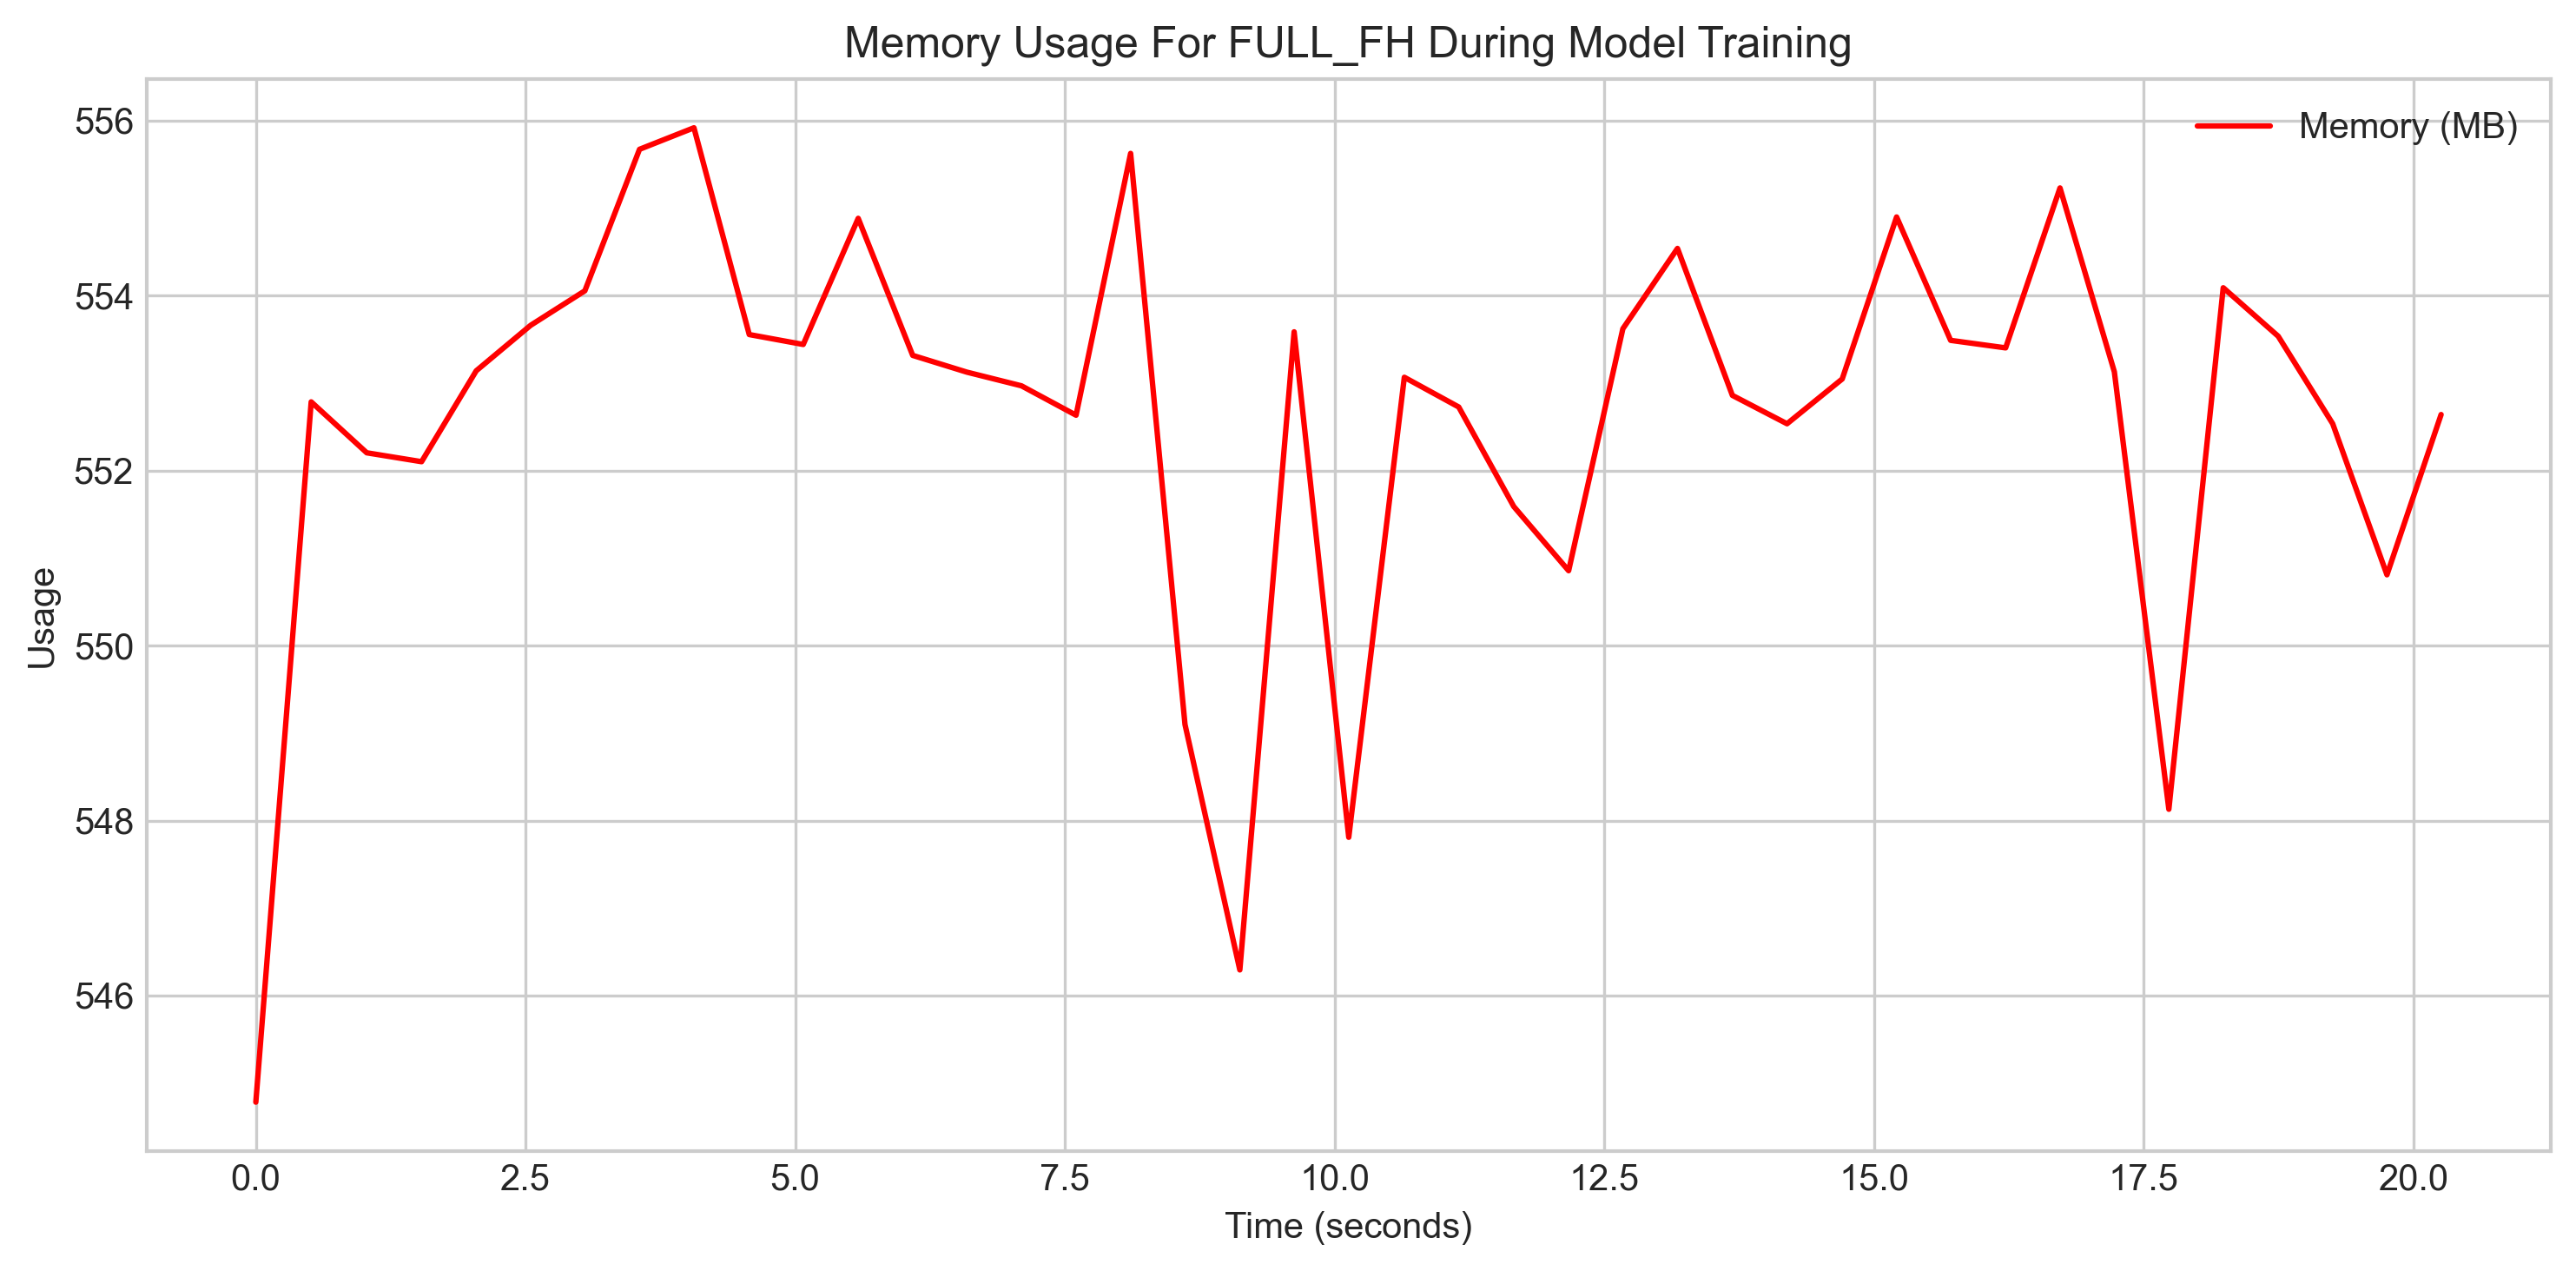 Memory Usage For FULL_FH During Model Training
Memory (MB)
556
554
552
550
548
546
Usage
0.0 2.5 5.0 7.5 10.0 12.5 15.0 17.5 20.0
Time (seconds)